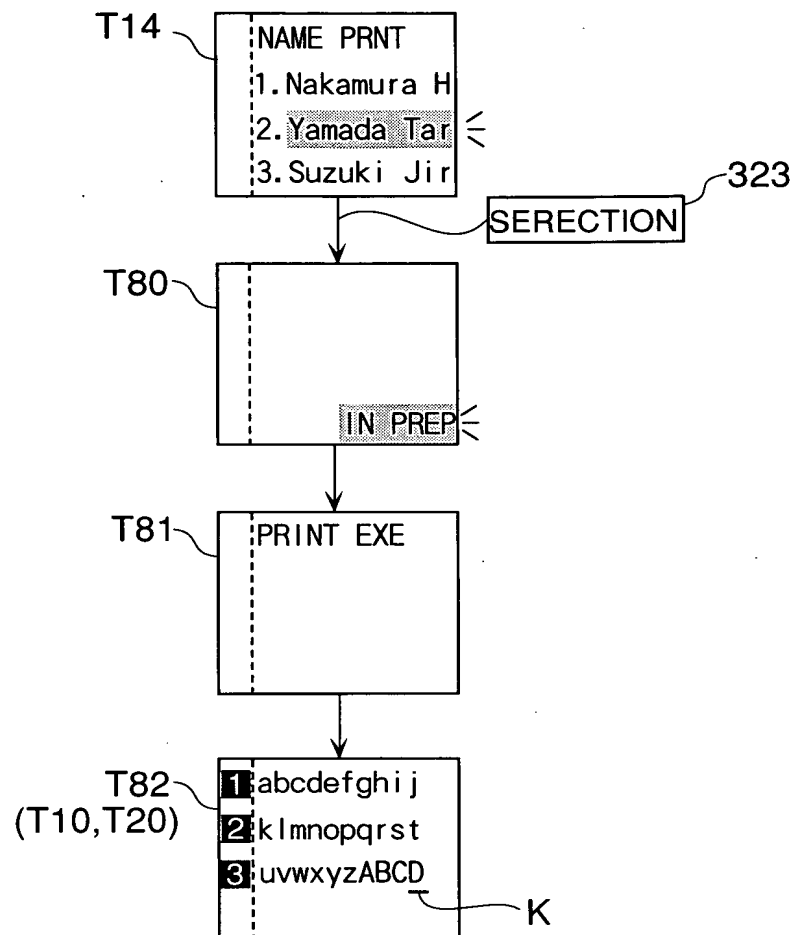 T14
NAME PRNT
1.Nakamura H
2.Yamada Tar
3.Suzuki Jir
323
SERECTION
T80
IN PREP
T81
PRINT EXE
T82
(T10,T20)
1 abcdefghij
2 klmnopqrst
3 uvwxyzABCD
K